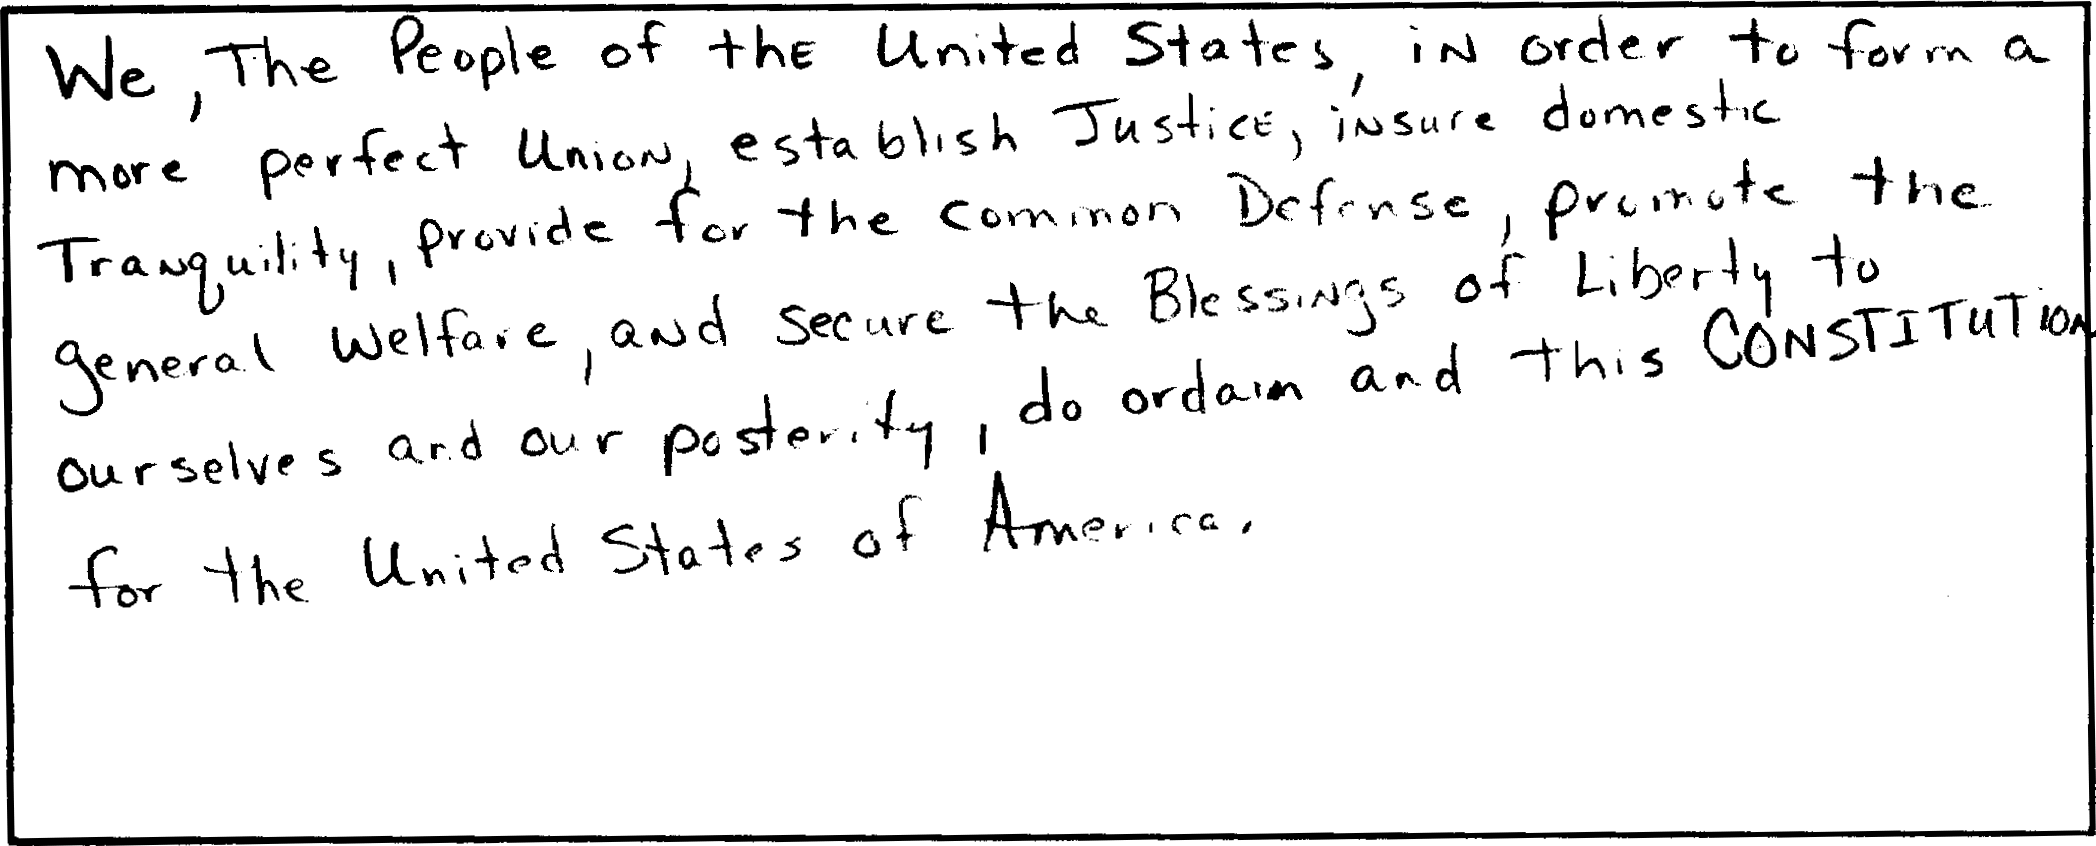 We, The People of the United States, in order to form a
more perfect Union, establish Justice, insure domestic
Tranquility, provide for the common Defense, promote the
general Welfare, and secure the Blessings of Liberty to
ourselves and our posterity, do ordain and this CONSTITUTION
for the United States of America.